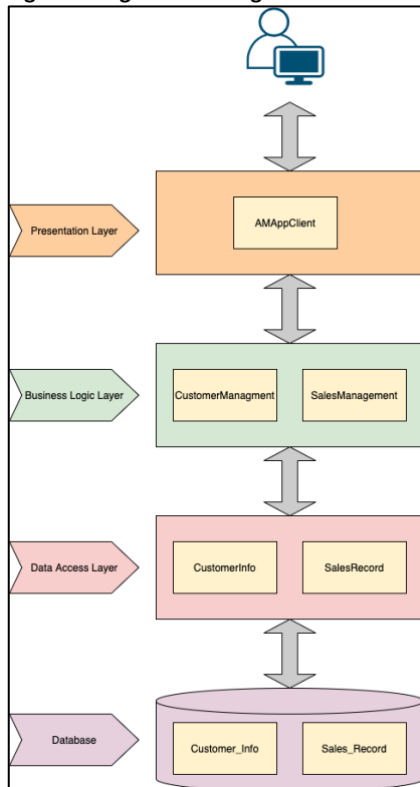 AMAppClient
Presentation Layer
CustomerManagment
SalesManagement
Business Logic Layer
CustomerInfo
SalesRecord
Data Access Layer
Customer_Info
Sales_Record
Database